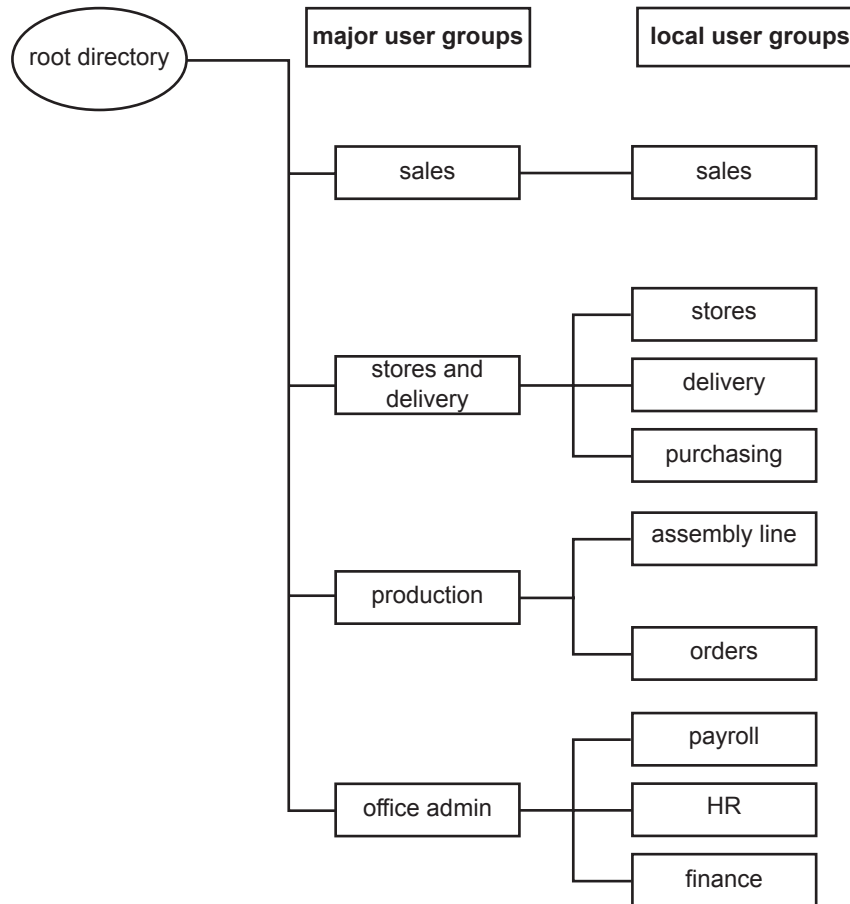 root directory
major user groups
local user groups
sales
sales
stores
stores and
delivery
delivery
purchasing
assembly line
production
orders
payroll
office admin
HR
finance